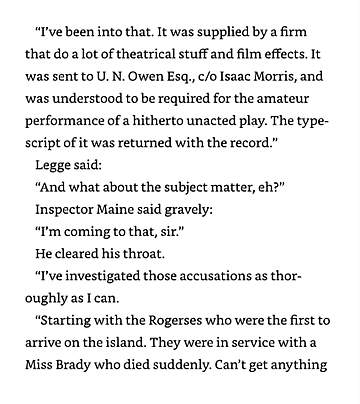 “I’ve been into that. It was supplied by a firm
that do a lot of theatrical stuff and film effects. It
was sent to U. N. Owen Esq., c/o Isaac Morris, and
was understood to be required for the amateur
performance of a hitherto unacted play. The type-
script of it was returned with the record.”
Legge said:
“And what about the subject matter, eh?”
Inspector Maine said gravely:
“I’m coming to that, sir.”
He cleared his throat.
“I’ve investigated those accusations as thor-
oughly as I can.
“Starting with the Rogerses who were the first to
arrive on the island. They were in service with a
Miss Brady who died suddenly. Can’t get anything